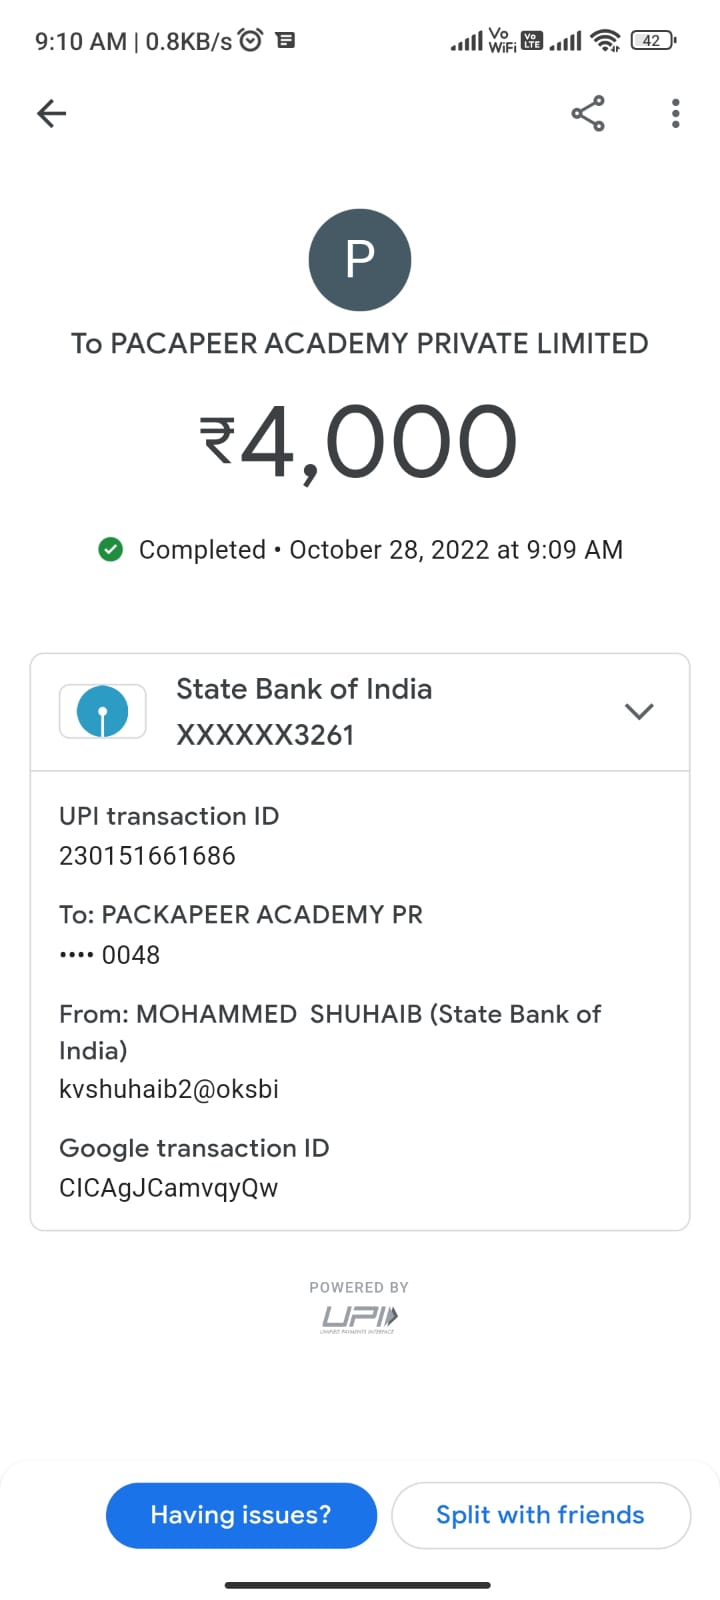 9:10 AM | 0.8KB/s
Vo WiFi Vo LTE 42
P
To PACAPEER ACADEMY PRIVATE LIMITED
₹4,000
Completed • October 28, 2022 at 9:09 AM
State Bank of India
XXXXXX3261
UPI transaction ID
230151661686
To: PACKAPEER ACADEMY PR
•••• 0048
From: MOHAMMED  SHUHAIB (State Bank of
India)
kvshuhaib2@oksbi
Google transaction ID
CICAgJCamvqyQw
POWERED BY
UPI
UNIFIED PAYMENTS INTERFACE
Having issues?
Split with friends